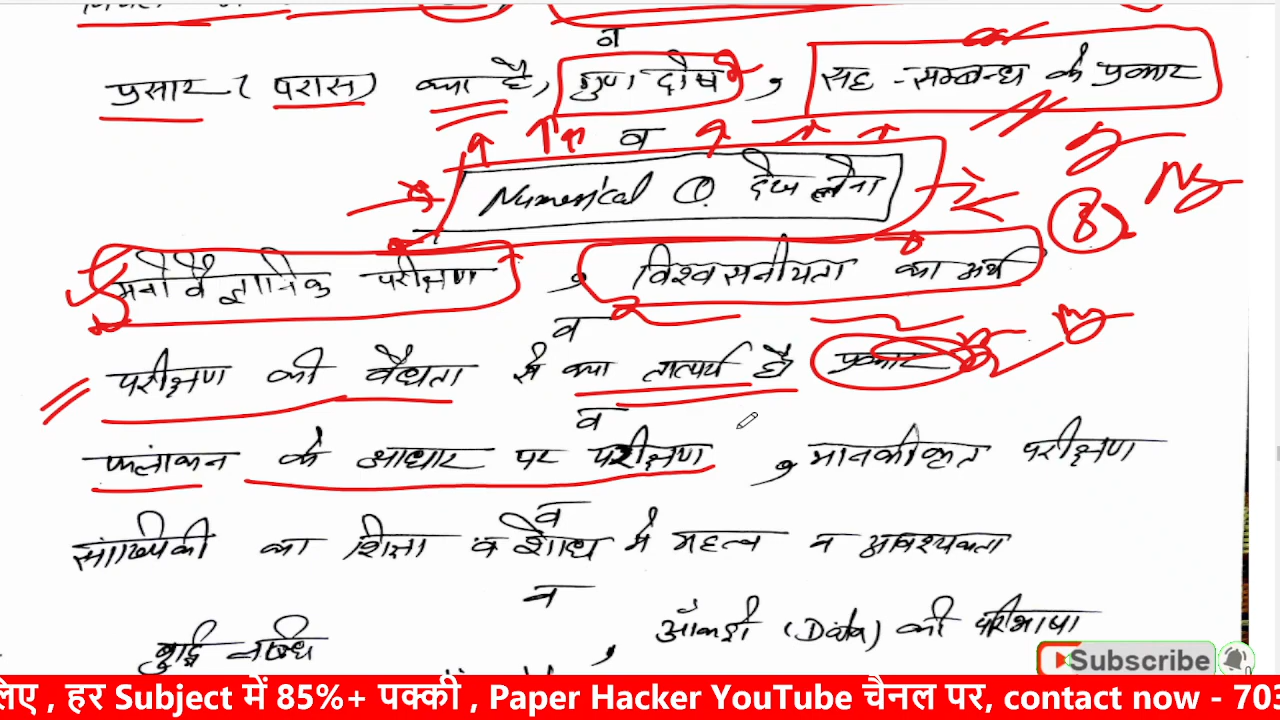 व
प्रसार ( परास) क्या है, गुण दोष , सह-सम्बन्ध के प्रकार
व
Numerical Q. देख लेना
8
मनोवैज्ञानिक परीक्षण , विश्वसनीयता का अर्थ
व
परीक्षण की वैधता से क्या तात्पर्य है प्रकार
व
फलांकन के आधार पर परीक्षण , मानकीकृत परीक्षण
व
सांख्यिकी का शिक्षा व शोध में महत्व व आवश्यकता
व
बुद्धि लब्धि , आँकड़ो (Data) की परिभाषा
Subscribe
लिए , हर Subject में 85%+ पक्की , Paper Hacker YouTube चैनल पर, contact now - 703